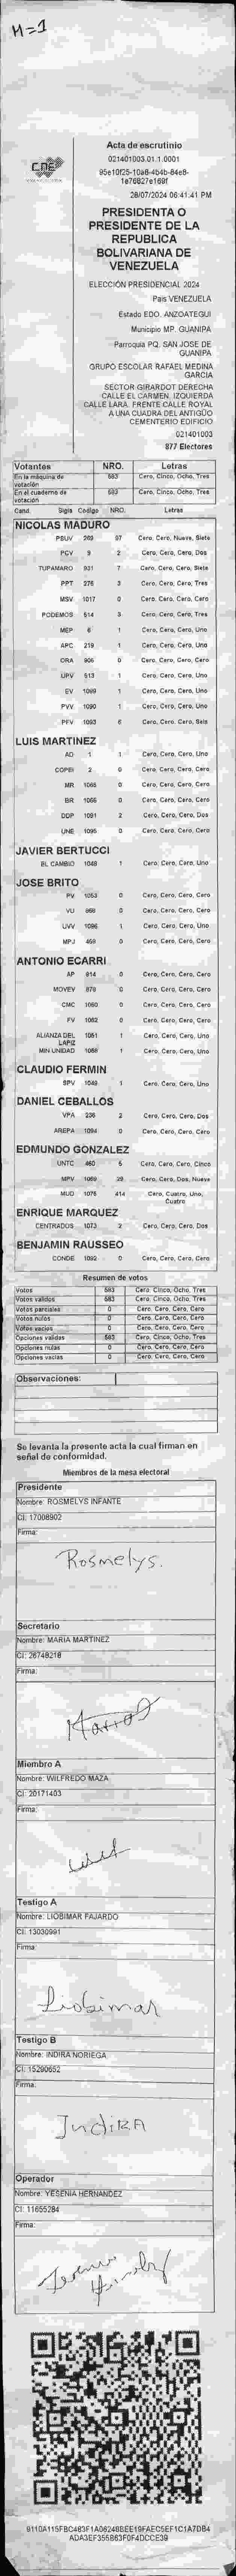 M=1
Acta de escrutinio
021401003.01.1.0001
95e10f25-10a8-4b4b-84e8-
1e76827e169f
28/07/2024 06:41:41 PM
CNE
PRESIDENTA O
PRESIDENTE DE LA
REPUBLICA
BOLIVARIANA DE
VENEZUELA
ELECCIÓN PRESIDENCIAL 2024
País VENEZUELA
Estado EDO. ANZOATEGUI
Municipio MP. GUANIPA
Parroquia PQ. SAN JOSE DE
GUANIPA
GRUPO ESCOLAR RAFAEL MEDINA
GARCIA
SECTOR GIRARDOT DERECHA
CALLE EL CARMEN. IZQUIERDA
CALLE LARA. FRENTE CALLE ROYAL
A UNA CUADRA DEL ANTIGÜO
CEMENTERIO EDIFICIO
021401003
877 Electores
Votantes NRO. Letras
En la máquina de votación 583 Cero, Cinco, Ocho, Tres
En el cuaderno de votación 583 Cero, Cinco, Ocho, Tres
Cand. Sigla Codigo NRO. Letras
NICOLAS MADURO
PSUV 269 97 Cero, Cero, Nueve, Siete
PCV 9 2 Cero, Cero, Cero, Dos
TUPAMARO 931 7 Cero, Cero, Cero, Siete
PPT 276 3 Cero, Cero, Cero, Tres
MSV 1017 0 Cero, Cero, Cero, Cero
PODEMOS 514 3 Cero, Cero, Cero, Tres
MEP 6 1 Cero, Cero, Cero, Uno
APC 219 1 Cero, Cero, Cero, Uno
ORA 906 0 Cero, Cero, Cero, Cero
UPV 513 1 Cero, Cero, Cero, Uno
EV 1099 1 Cero, Cero, Cero, Uno
PVV 1090 1 Cero, Cero, Cero, Uno
PFV 1093 6 Cero, Cero, Cero, Seis
LUIS MARTINEZ
AD 1 1 Cero, Cero, Cero, Uno
COPEI 2 0 Cero, Cero, Cero, Cero
MR 1068 0 Cero, Cero, Cero, Cero
BR 1056 0 Cero, Cero, Cero, Cero
DDP 1091 2 Cero, Cero, Cero, Dos
UNE 1095 0 Cero, Cero, Cero, Cero
JAVIER BERTUCCI
EL CAMBIO 1048 1 Cero, Cero, Cero, Uno
JOSE BRITO
PV 1053 0 Cero, Cero, Cero, Cero
VU 868 0 Cero, Cero, Cero, Cero
UVV 1096 1 Cero, Cero, Cero, Uno
MPJ 459 0 Cero, Cero, Cero, Cero
ANTONIO ECARRI
AP 914 0 Cero, Cero, Cero, Cero
MOVEV 879 0 Cero, Cero, Cero, Cero
CMC 1060 0 Cero, Cero, Cero, Cero
FV 1062 0 Cero, Cero, Cero, Cero
ALIANZA DEL LAPIZ 1051 1 Cero, Cero, Cero, Uno
MIN UNIDAD 1088 1 Cero, Cero, Cero, Uno
CLAUDIO FERMIN
SPV 1049 1 Cero, Cero, Cero, Uno
DANIEL CEBALLOS
VPA 236 2 Cero, Cero, Cero, Dos
AREPA 1094 0 Cero, Cero, Cero, Cero
EDMUNDO GONZALEZ
UNTC 460 5 Cero, Cero, Cero, Cinco
MPV 1069 29 Cero, Cero, Dos, Nueve
MUD 1075 414 Cero, Cuatro, Uno,
Cuatro
ENRIQUE MARQUEZ
CENTRADOS 1073 2 Cero, Cero, Cero, Dos
BENJAMIN RAUSSEO
CONDE 1092 0 Cero, Cero, Cero, Cero
Resumen de votos
Votos 583 Cero, Cinco, Ocho, Tres
Votos válidos 583 Cero, Cinco, Ocho, Tres
Votos parciales 0 Cero, Cero, Cero, Cero
Votos nulos 0 Cero, Cero, Cero, Cero
Votos vacíos 0 Cero, Cero, Cero, Cero
Opciones válidas 583 Cero, Cinco, Ocho, Tres
Opciones nulas 0 Cero, Cero, Cero, Cero
Opciones vacías 0 Cero, Cero, Cero, Cero
Observaciones:
Se levanta la presente acta la cual firman en
señal de conformidad.
Miembros de la mesa electoral
Presidente
Nombre: ROSMELYS INFANTE
CI: 17008902
Firma:
Rosmelys.
Secretario
Nombre: MARIA MARTINEZ
CI: 26748218
Firma:
Miembro A
Nombre: WILFREDO MAZA
CI: 20171403
Firma:
Testigo A
Nombre: LIOBIMAR FAJARDO
CI: 13030991
Firma:
Liobimar
Testigo B
Nombre: INDIRA NORIEGA
CI: 15290652
Firma:
IndiRA
Operador
Nombre: YESENIA HERNANDEZ
CI: 11655284
Firma:
9110A115FBC483F1A06248BEE19FAEC5EF1C1A7DB4
ADA3EF355B63F0F4DCCE39